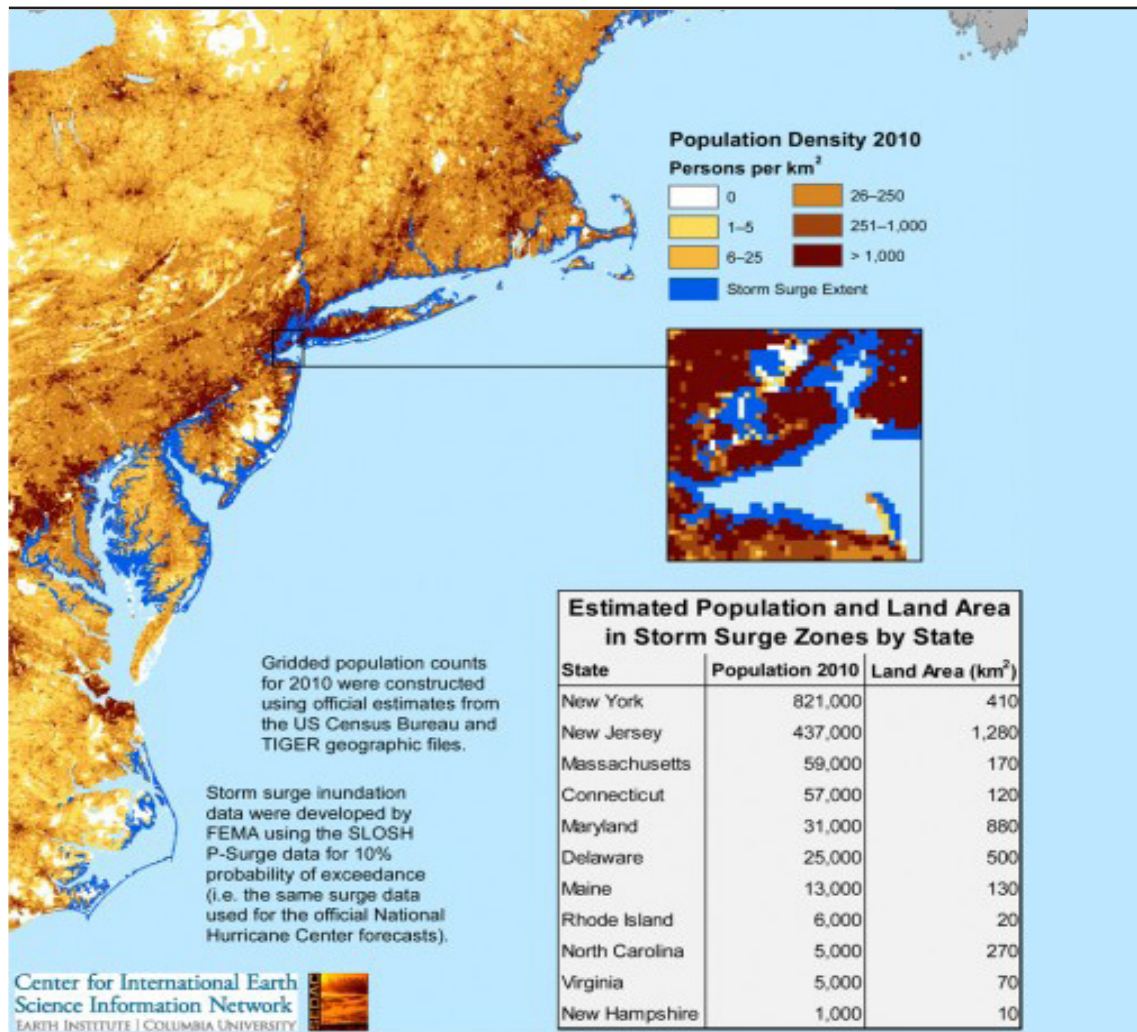 Population Density 2010
Persons per km²
0
26–250
1–5
251–1,000
6–25
> 1,000
Storm Surge Extent
Gridded population counts
for 2010 were constructed
using official estimates from
the US Census Bureau and
TIGER geographic files.
Storm surge inundation
data were developed by
FEMA using the SLOSH
P-Surge data for 10%
probability of exceedance
(i.e. the same surge data
used for the official National
Hurricane Center forecasts).
Estimated Population and Land Area
in Storm Surge Zones by State
State Population 2010 Land Area (km²)
New York 821,000 410
New Jersey 437,000 1,280
Massachusetts 59,000 170
Connecticut 57,000 120
Maryland 31,000 880
Delaware 25,000 500
Maine 13,000 130
Rhode Island 6,000 20
North Carolina 5,000 270
Virginia 5,000 70
New Hampshire 1,000 10
Center for International Earth
Science Information Network
EARTH INSTITUTE | COLUMBIA UNIVERSITY
SEDAC